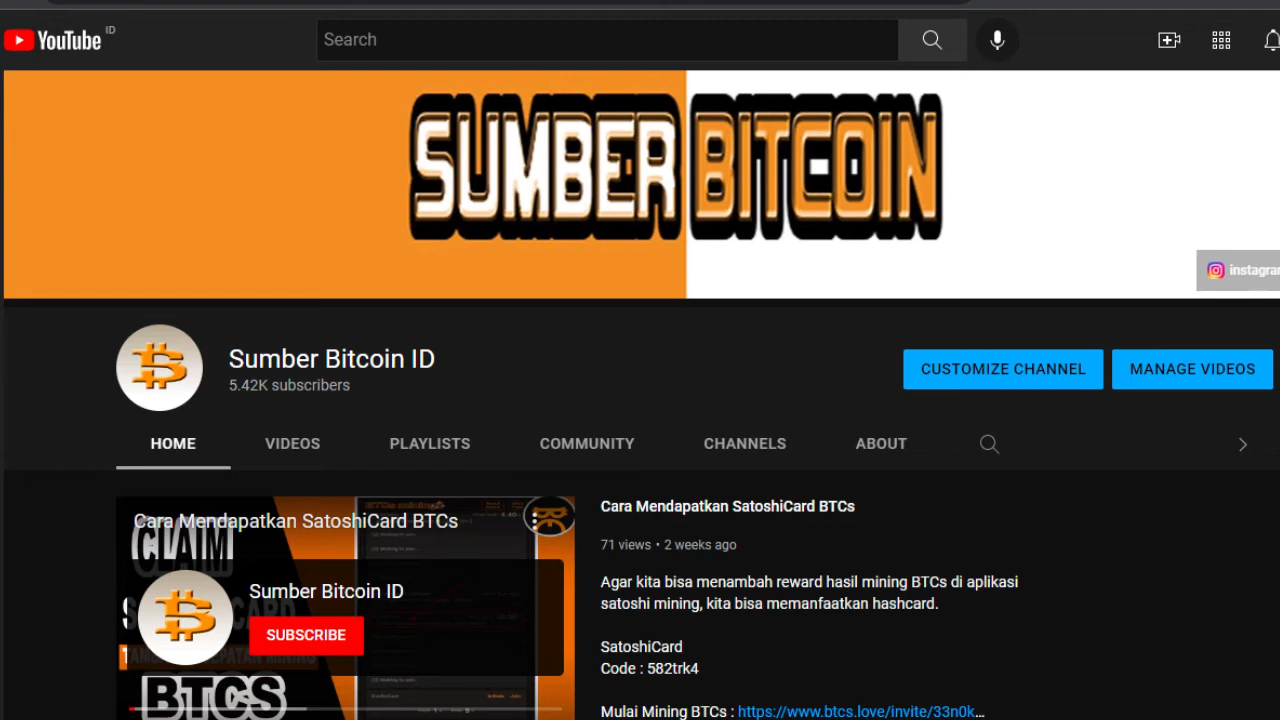 YouTube ID
Search
SUMBER BITCOIN
instagra
Sumber Bitcoin ID
5.42K subscribers
CUSTOMIZE CHANNEL
MANAGE VIDEOS
HOME
VIDEOS
PLAYLISTS
COMMUNITY
CHANNELS
ABOUT
Cara Mendapatkan SatoshiCard BTCs
CLAIM
Sumber Bitcoin ID
SUBSCRIBE
BTCS
Cara Mendapatkan SatoshiCard BTCs
71 views • 2 weeks ago
Agar kita bisa menambah reward hasil mining BTCs di aplikasi
satoshi mining, kita bisa memanfaatkan hashcard.
SatoshiCard
Code : 582trk4
Mulai Mining BTCs : https://www.btcs.love/invite/33n0k...